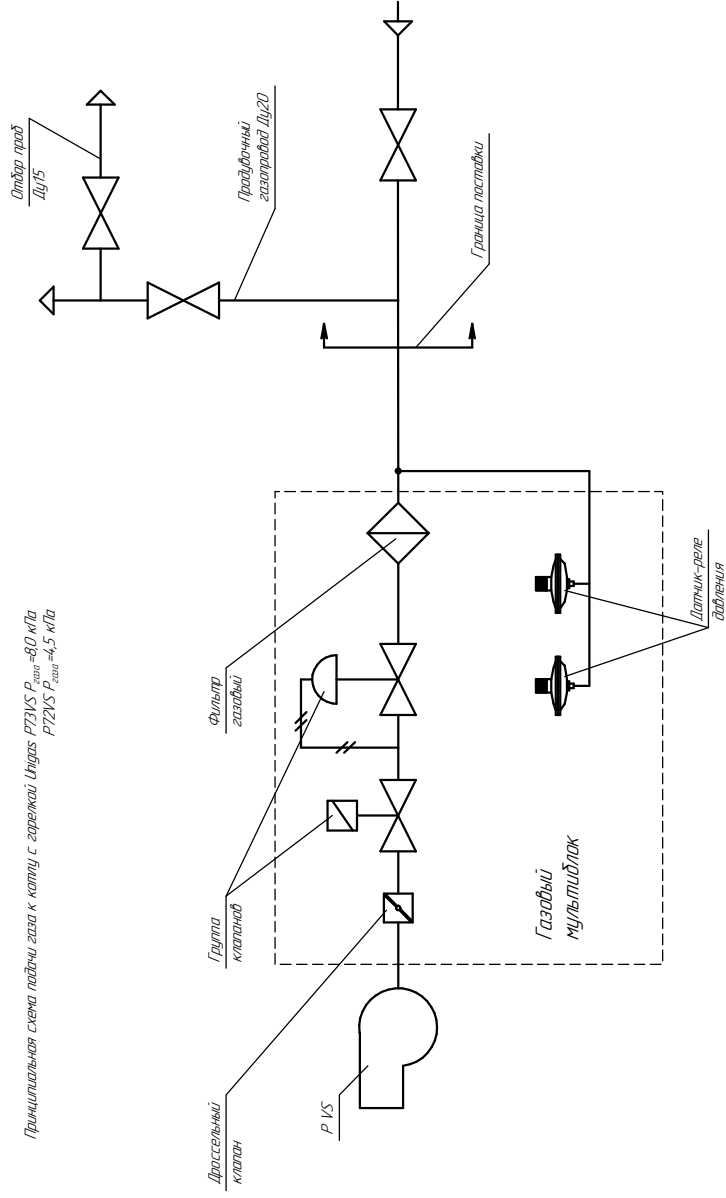 Принципиальная схема подачи газа к котлу с горелкой Unigas P73VS Pгаза=8,0 кПа
P72VS Pгаза=4,5 кПа
Отбор проб
Ду15
Продувочный
газопровод Ду20
Граница поставки
Фильтр
газовый
Группа
клапанов
Дроссельный
клапан
P VS
Газовый
мультиблок
Датчик-реле
давления